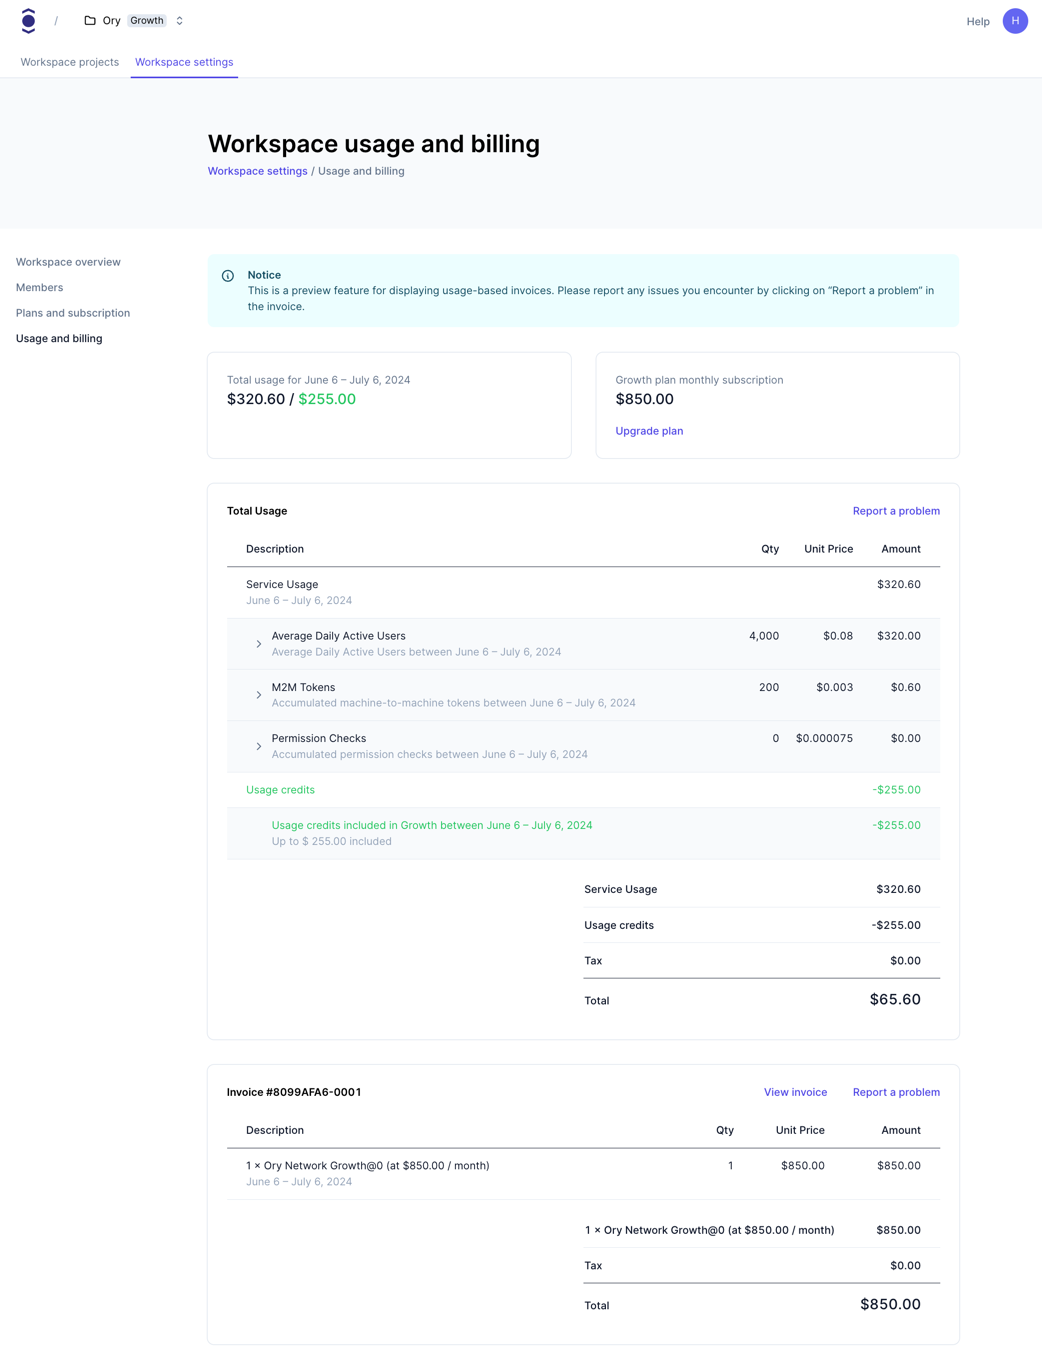 / Ory Growth Help H
Workspace projects Workspace settings
Workspace usage and billing
Workspace settings / Usage and billing
Workspace overview
Members
Plans and subscription
Usage and billing
Notice
This is a preview feature for displaying usage-based invoices. Please report any issues you encounter by clicking on “Report a problem” in
the invoice.
Total usage for June 6 – July 6, 2024
$320.60 / $255.00
Growth plan monthly subscription
$850.00
Upgrade plan
Total Usage Report a problem
Description Qty Unit Price Amount
Service Usage $320.60
June 6 – July 6, 2024
Average Daily Active Users 4,000 $0.08 $320.00
Average Daily Active Users between June 6 – July 6, 2024
M2M Tokens 200 $0.003 $0.60
Accumulated machine-to-machine tokens between June 6 – July 6, 2024
Permission Checks 0 $0.000075 $0.00
Accumulated permission checks between June 6 – July 6, 2024
Usage credits -$255.00
Usage credits included in Growth between June 6 – July 6, 2024 -$255.00
Up to $ 255.00 included
Service Usage $320.60
Usage credits -$255.00
Tax $0.00
Total $65.60
Invoice #8099AFA6-0001 View invoice Report a problem
Description Qty Unit Price Amount
1 × Ory Network Growth@0 (at $850.00 / month) 1 $850.00 $850.00
June 6 – July 6, 2024
1 × Ory Network Growth@0 (at $850.00 / month) $850.00
Tax $0.00
Total $850.00